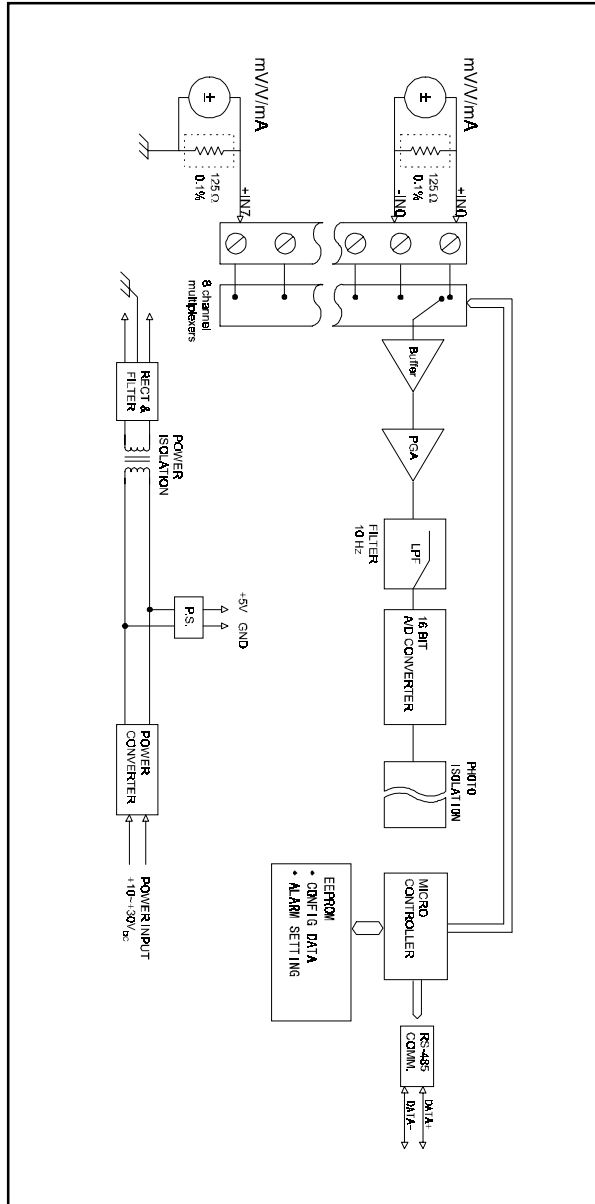 mV/V/mA
±
125 Ω
0.1%
+IN0
-IN0
mV/V/mA
±
125 Ω
0.1%
+IN7
8 channel
multiplexers
Buffer
PGA
LPF
FILTER
10 Hz
16 BIT
A/D CONVERTER
PHOTO
ISOLATION
MICRO
CONTROLLER
EEPROM
• CONFIG DATA
• ALARM SETTING
RS-485
COMM.
DATA+
DATA-
RECT &
FILTER
POWER
ISOLATION
P.S.
+5V
GND
POWER
CONVERTER
POWER INPUT
+10~+30VDC